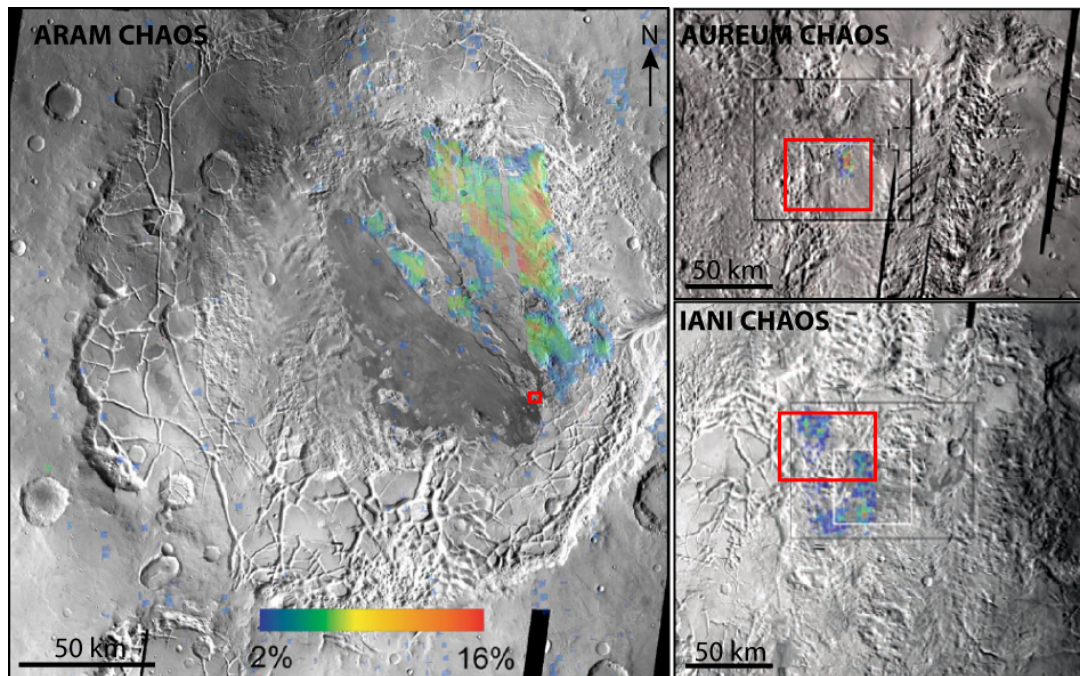 ARAM CHAOS
N
50 km
2%
16%
AUREUM CHAOS
50 km
IANI CHAOS
50 km